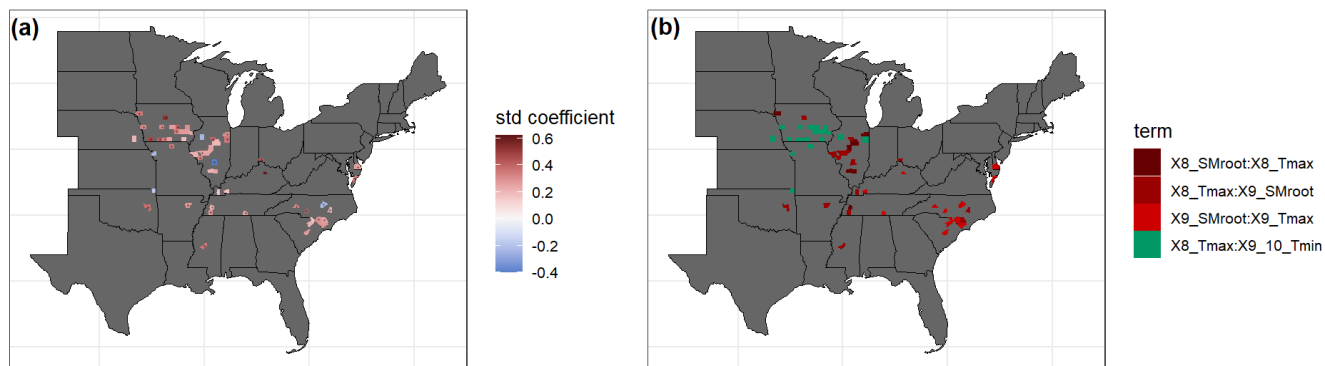 (a)
std coefficient
0.6
0.4
0.2
0.0
-0.2
-0.4
(b)
term
X8_SMroot:X8_Tmax
X8_Tmax:X9_SMroot
X9_SMroot:X9_Tmax
X8_Tmax:X9_10_Tmin